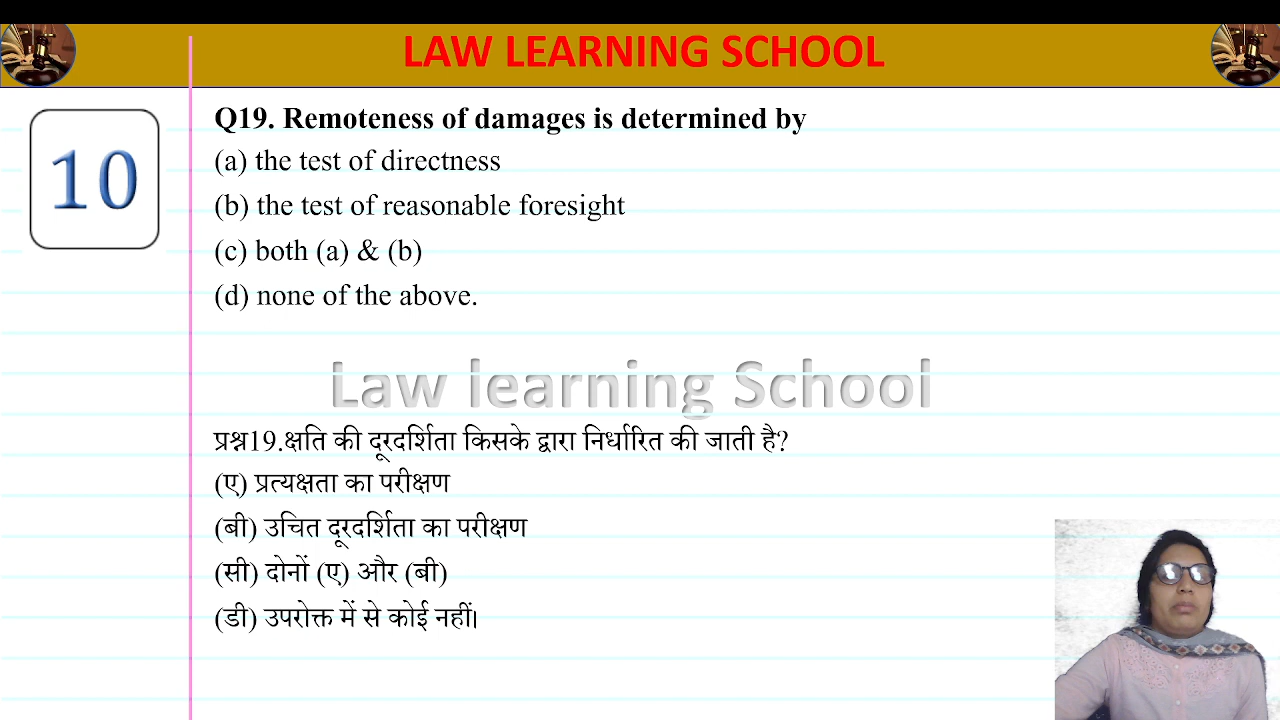 LAW LEARNING SCHOOL
10
Q19. Remoteness of damages is determined by
(a) the test of directness
(b) the test of reasonable foresight
(c) both (a) & (b)
(d) none of the above.
Law learning School
प्रश्न19.क्षति की दूरदर्शिता किसके द्वारा निर्धारित की जाती है?
(ए) प्रत्यक्षता का परीक्षण
(बी) उचित दूरदर्शिता का परीक्षण
(सी) दोनों (ए) और (बी)
(डी) उपरोक्त में से कोई नहीं।